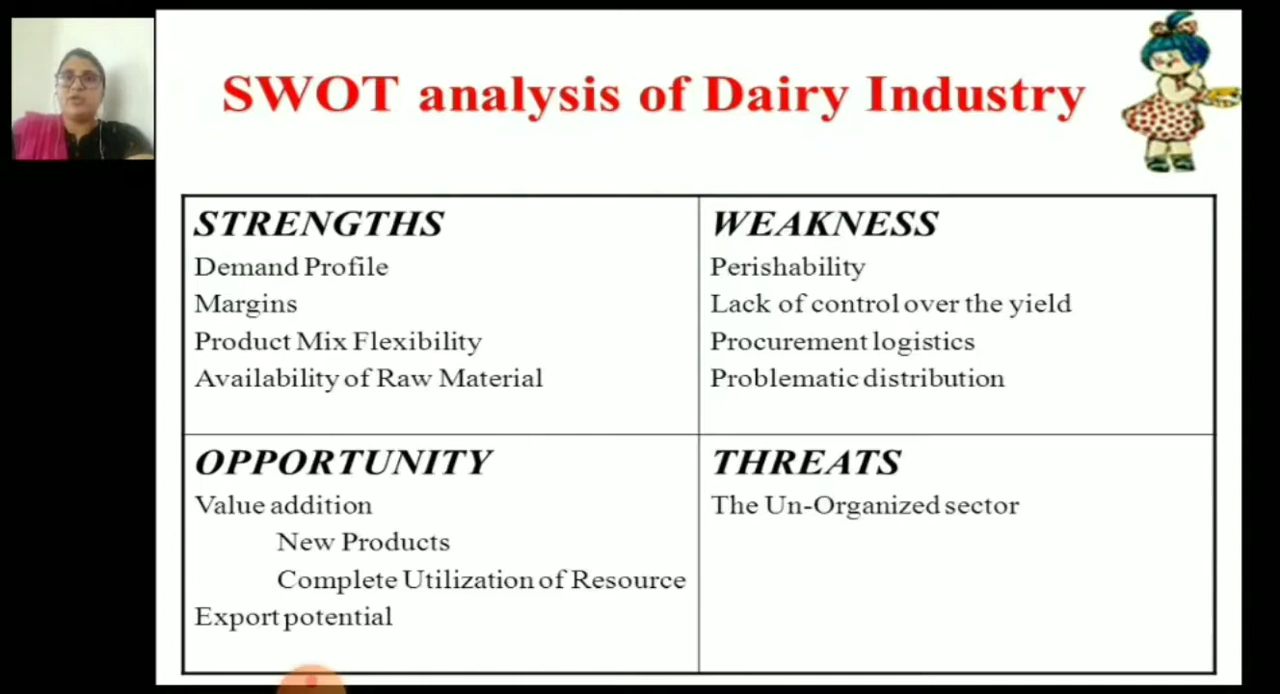 SWOT analysis of Dairy Industry
STRENGTHS
Demand Profile
Margins
Product Mix Flexibility
Availability of Raw Material
WEAKNESS
Perishability
Lack of control over the yield
Procurement logistics
Problematic distribution
OPPORTUNITY
Value addition
New Products
Complete Utilization of Resource
Export potential
THREATS
The Un-Organized sector